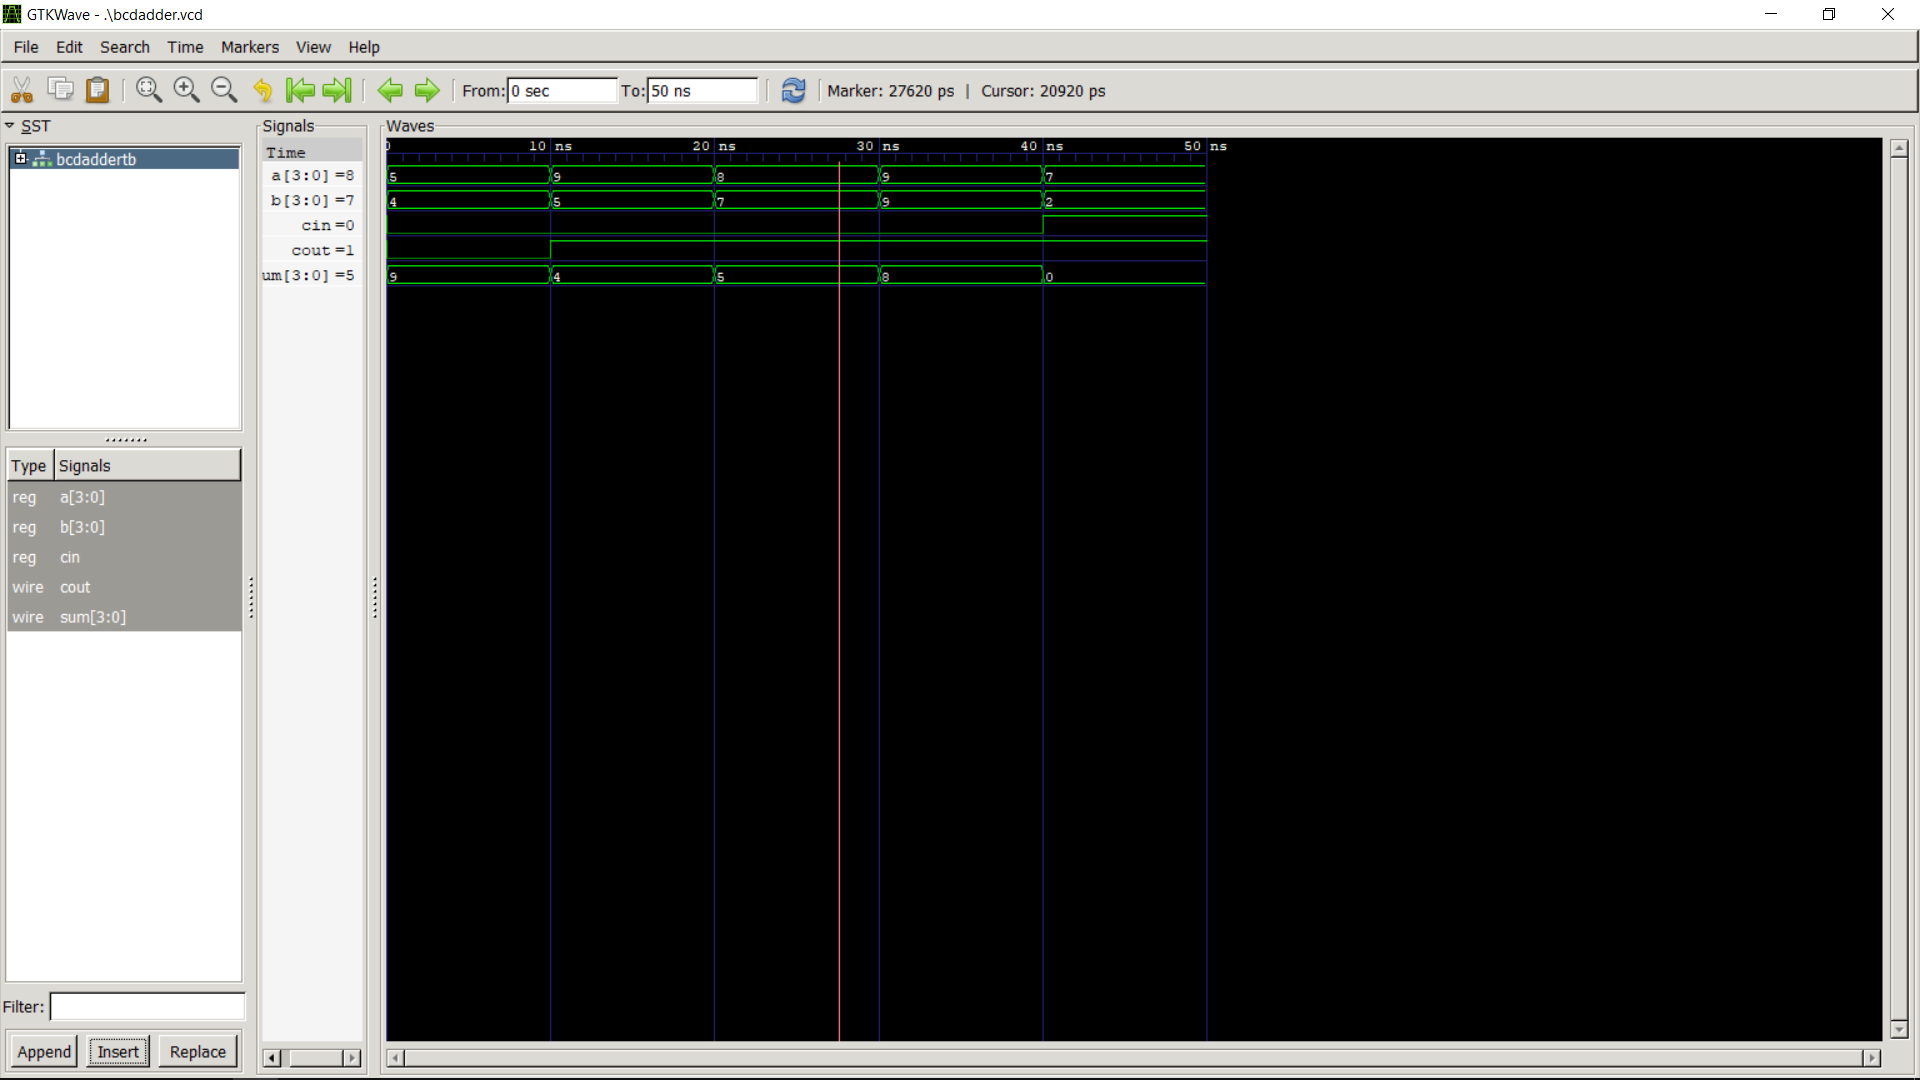 GTKWave - .\bcdadder.vcd
File Edit Search Time Markers View Help
From: 0 sec To: 50 ns Marker: 27620 ps | Cursor: 20920 ps
SST
bcdaddertb
Type Signals
reg a[3:0]
reg b[3:0]
reg cin
wire cout
wire sum[3:0]
Filter:
Append Insert Replace
Signals
Time
a[3:0] =8
b[3:0] =7
cin =0
cout =1
um[3:0] =5
Waves
0 10 ns 20 ns 30 ns 40 ns 50 ns
5 9 8 9 7
4 5 7 9 2
9 4 5 8 0